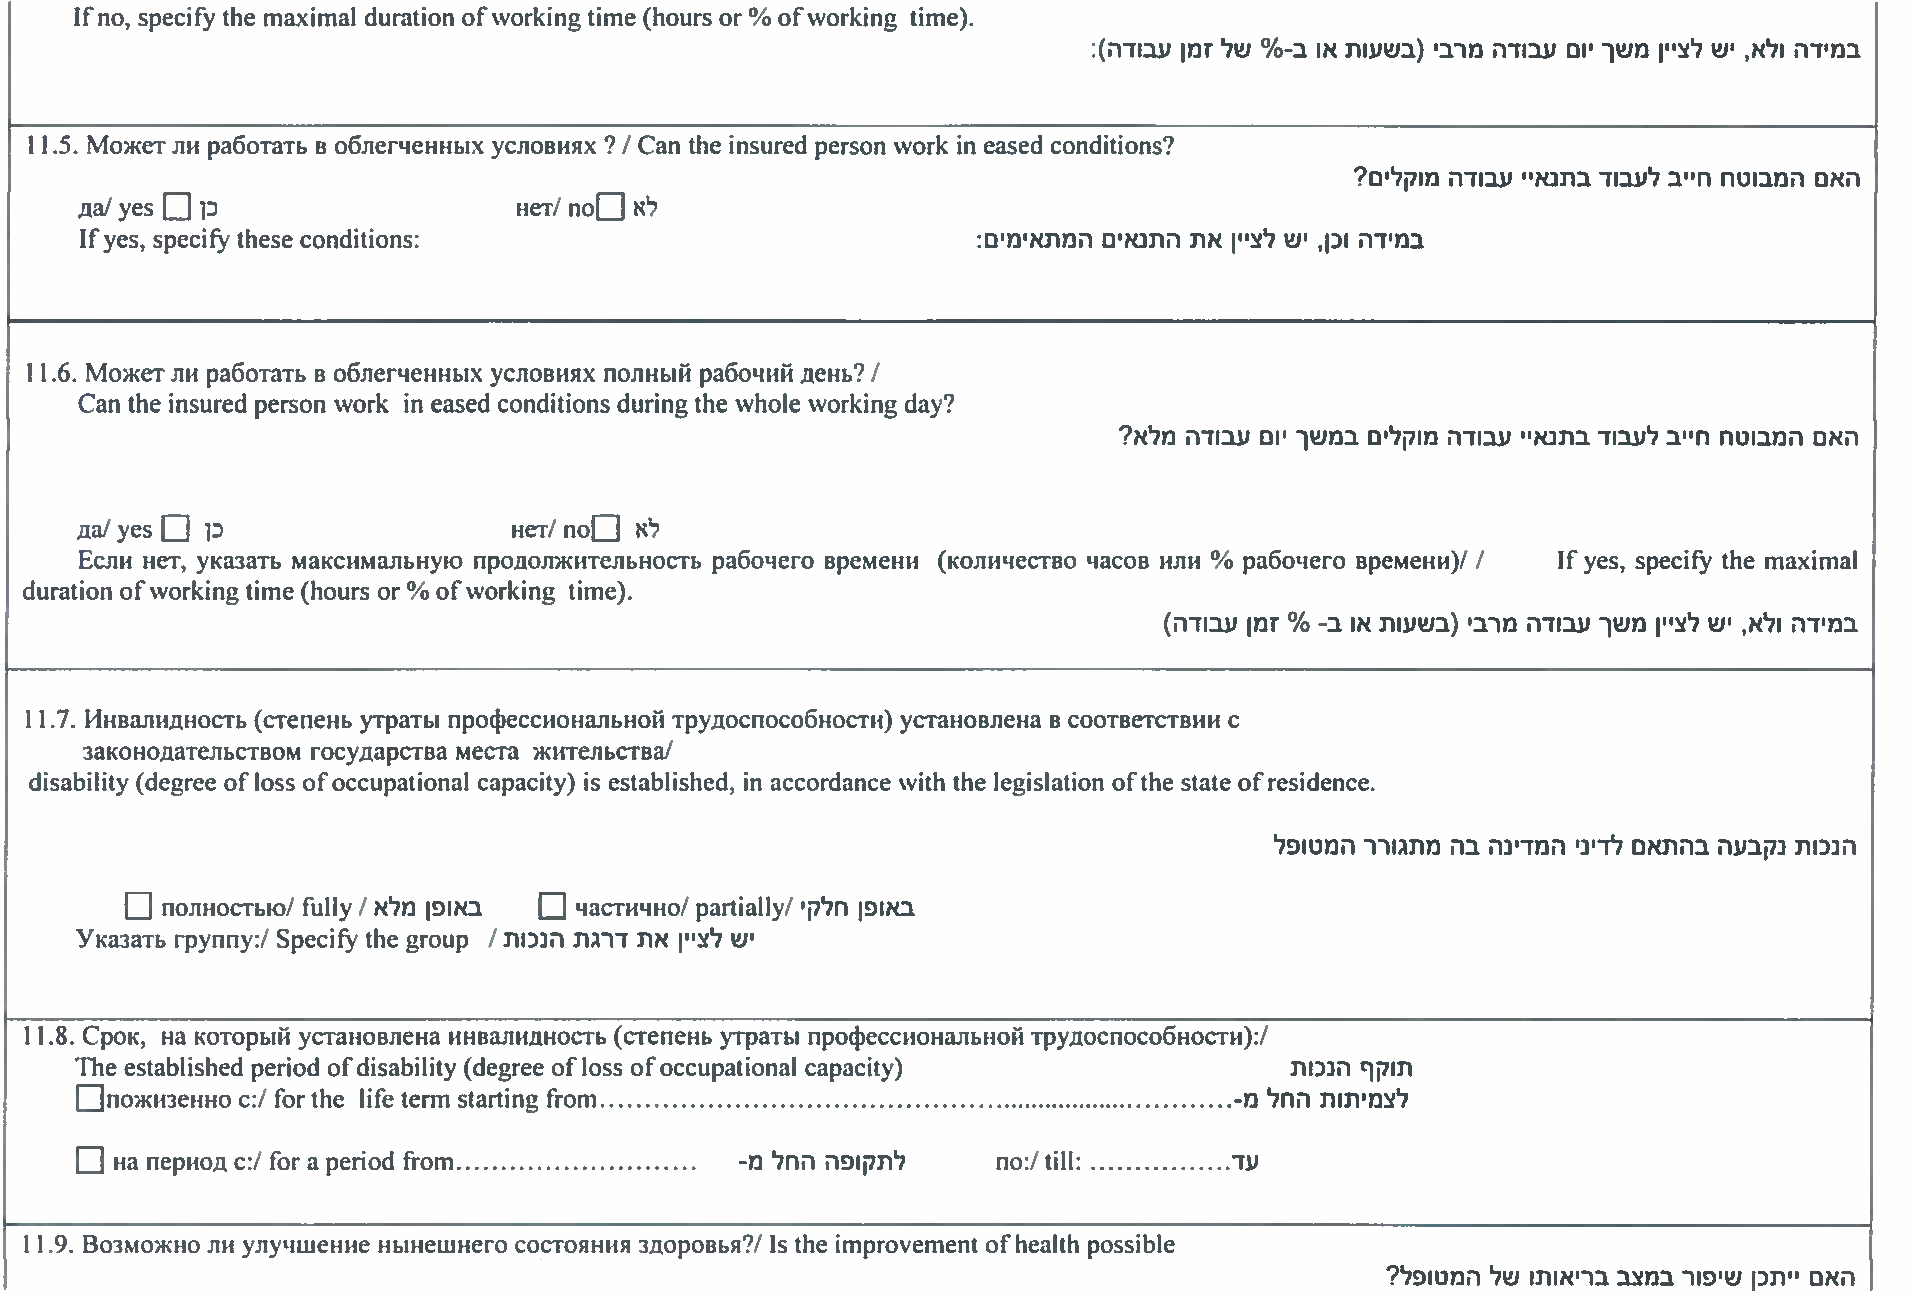 If no, specify the maximal duration of working time (hours or % of working time).
במידה ולא, יש לציין משך יום עבודה מרבי (בשעות או ב-% של זמן עבודה):
11.5. Может ли работать в облегченных условиях ? / Can the insured person work in eased conditions?
האם המבוטח חייב לעבוד בתנאיי עבודה מוקלים?
да/ yes ☐ כן нет/ no☐ לא
If yes, specify these conditions: במידה וכן, יש לציין את התנאים המתאימים:
11.6. Может ли работать в облегченных условиях полный рабочий день? /
Can the insured person work in eased conditions during the whole working day?
האם המבוטח חייב לעבוד בתנאיי עבודה מוקלים במשך יום עבודה מלא?
да/ yes ☐ כן нет/ no☐ לא
Если нет, указать максимальную продолжительность рабочего времени (количество часов или % рабочего времени)/ / If yes, specify the maximal
duration of working time (hours or % of working time).
במידה ולא, יש לציין משך עבודה מרבי (בשעות או ב- % זמן עבודה)
11.7. Инвалидность (степень утраты профессиональной трудоспособности) установлена в соответствии с
законодательством государства места жительства/
disability (degree of loss of occupational capacity) is established, in accordance with the legislation of the state of residence.
הנכות נקבעה בהתאם לדיני המדינה בה מתגורר המטופל
☐ полностью/ fully / באופן מלא ☐ частично/ partially/ באופן חלקי
Указать группу:/ Specify the group / יש לציין את דרגת הנכות
11.8. Срок, на который установлена инвалидность (степень утраты профессиональной трудоспособности):/
The established period of disability (degree of loss of occupational capacity) תוקף הנכות
☐пожизенно с:/ for the life term starting from................................................................................לצמיתות החל מ-
☐ на период с:/ for a period from........................... לתקופה החל מ- по:/ till: ................עד
11.9. Возможно ли улучшение нынешнего состояния здоровья?/ Is the improvement of health possible
האם ייתכן שיפור במצב בריאותו של המטופל?